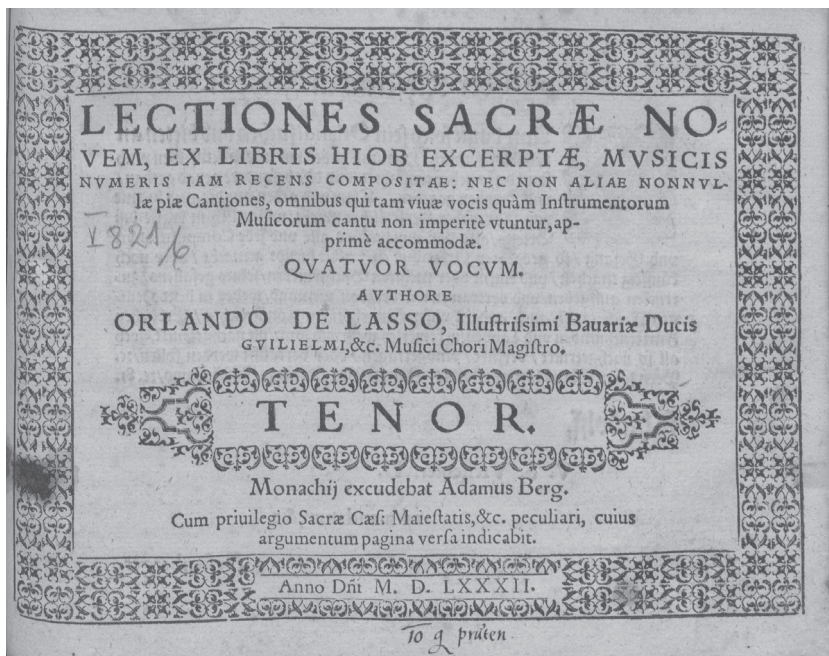 LECTIONES SACRÆ NO-
VEM, EX LIBRIS HIOB EXCERPTÆ, MVSICIS
NVMERIS IAM RECENS COMPOSITAE: NEC NON ALIAE NONNVL-
læ piæ Cantiones, omnibus qui tam viuæ vocis quàm Inſtrumentorum
Muſicorum cantu non imperitè vtuntur, ap-
primè accommodæ.
QVATVOR VOCVM.
AVTHORE
ORLANDO DE LASSO, Illuſtriſsimi Bauariæ Ducis
GVILIELMI, &c. Muſici Chori Magiſtro.
TENOR.
Monachij excudebat Adamus Berg.
Cum priuilegio Sacræ Cæſ: Maieſtatis, &c. peculiari, cuius
argumentum pagina verſa indicabit.
Anno Dñi M. D. LXXXII.